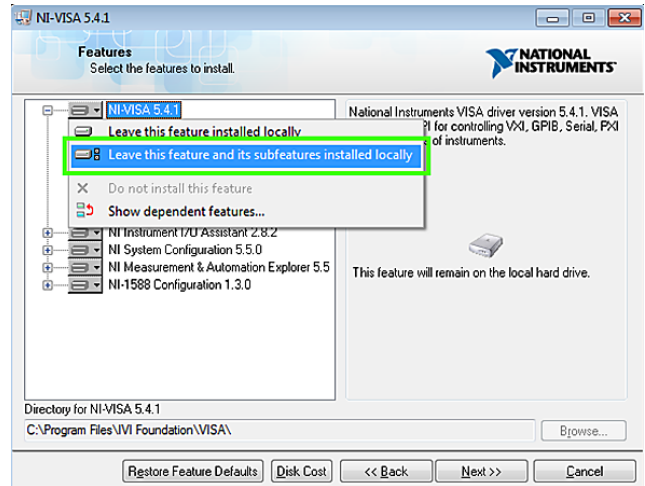 NI-VISA 5.4.1
Features
Select the features to install.
NATIONAL
INSTRUMENTS
NI-VISA 5.4.1
Leave this feature installed locally
Leave this feature and its subfeatures installed locally
Do not install this feature
Show dependent features...
NI Instrument I/O Assistant 2.8.2
NI System Configuration 5.5.0
NI Measurement & Automation Explorer 5.5
NI-1588 Configuration 1.3.0
National Instruments VISA driver version 5.4.1. VISA
for controlling VXI, GPIB, Serial, PXI
of instruments.
This feature will remain on the local hard drive.
Directory for NI-VISA 5.4.1
C:\Program Files\IVI Foundation\VISA\
Browse...
Restore Feature Defaults
Disk Cost
<< Back
Next >>
Cancel